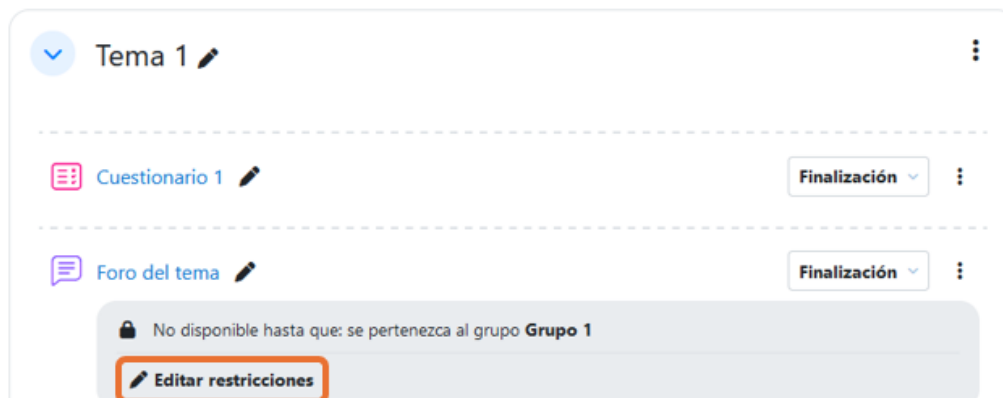 Tema 1
Cuestionario 1
Finalización
Foro del tema
Finalización
No disponible hasta que: se pertenezca al grupo Grupo 1
Editar restricciones